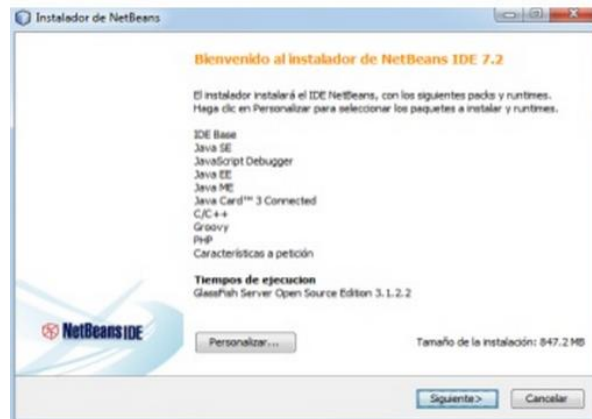 Instalador de NetBeans
Bienvenido al instalador de NetBeans IDE 7.2
El instalador instalará el IDE NetBeans, con los siguientes packs y runtimes.
Haga clic en Personalizar para seleccionar los paquetes a instalar y runtimes.
IDE Base
Java SE
JavaScript Debugger
Java EE
Java ME
Java Card™ 3 Connected
C/C++
Groovy
PHP
Características a petición
Tiempos de ejecucion
GlassFish Server Open Source Edition 3.1.2.2
NetBeans IDE
Personalizar...
Tamaño de la instalación: 847.2 MB
Siguiente >
Cancelar